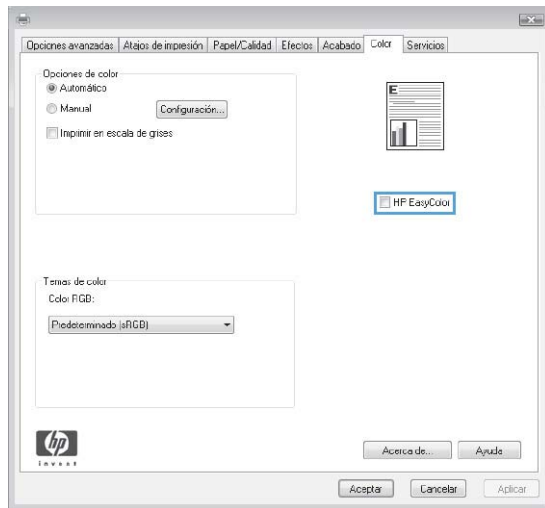 Opciones avanzadas Atajos de impresión Papel/Calidad Efectos Acabado Color Servicios
Opciones de color
Automático
Manual
Configuración...
Imprimir en escala de grises
E
HP EasyColor
Temas de color
Color RGB:
Predeterminado (sRGB)
hp
invent
Acerca de... Ayuda
Aceptar Cancelar Aplicar